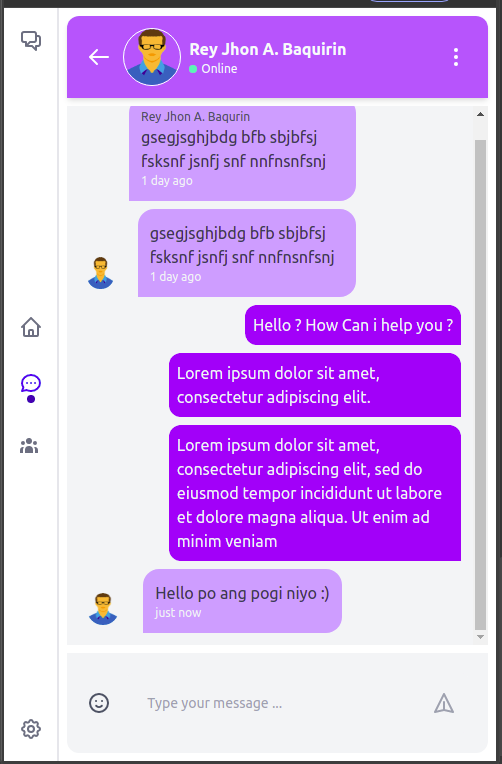 Rey Jhon A. Baquirin
Online
Rey Jhon A. Baqurin
gsegjsghjbdg bfb sbjbfsj
fsksnf jsnfj snf nnfnsnfsnj
1 day ago
gsegjsghjbdg bfb sbjbfsj
fsksnf jsnfj snf nnfnsnfsnj
1 day ago
Hello ? How Can i help you ?
Lorem ipsum dolor sit amet,
consectetur adipiscing elit.
Lorem ipsum dolor sit amet,
consectetur adipiscing elit, sed do
eiusmod tempor incididunt ut labore
et dolore magna aliqua. Ut enim ad
minim veniam
Hello po ang pogi niyo :)
just now
Type your message ...